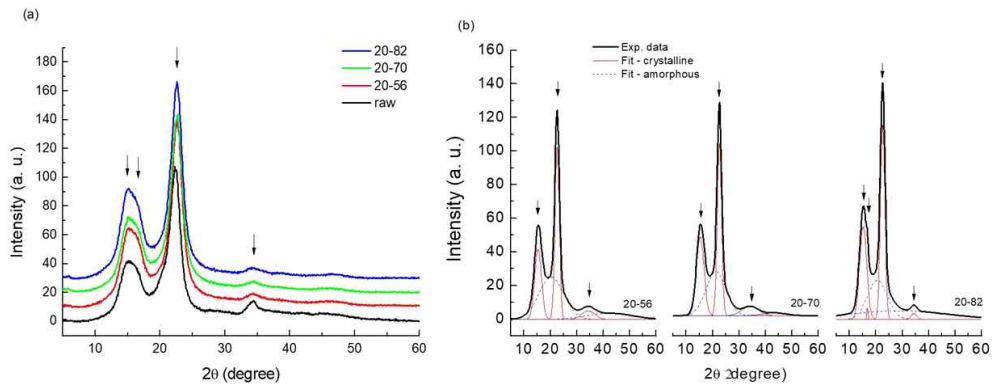 (a)
Intensity (a. u.)
180
160
140
120
100
80
60
40
20
0
20-82
20-70
20-56
raw
10 20 30 40 50 60
2θ (degree)
(b)
Intensity (a. u.)
160
140
120
100
80
60
40
20
0
Exp. data
Fit - crystalline
Fit - amorphous
20-56
20-70
20-82
10 20 30 40 50 60
10 20 30 40 50 60
10 20 30 40 50 60
2θ 2degree)